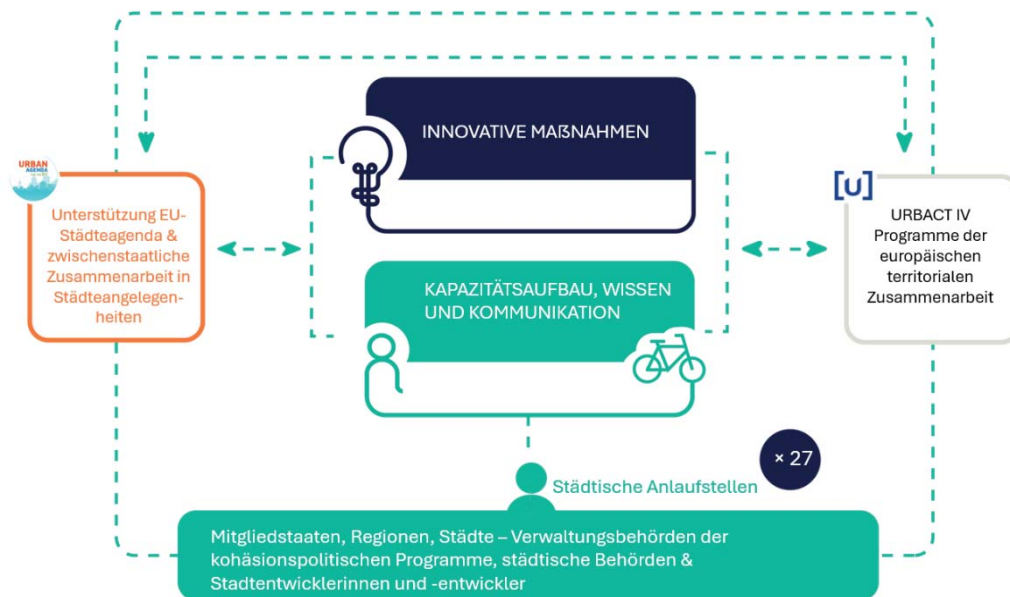 INNOVATIVE MAẞNAHMEN
URBAN
AGENDA
Unterstützung EU-
Städteagenda &
zwischenstaatliche
Zusammenarbeit in
Städteangelegen-
heiten
[u]
URBACT IV
Programme der
europäischen
territorialen
Zusammenarbeit
KAPAZITÄTSAUFBAU, WISSEN
UND KOMMUNIKATION
× 27
Städtische Anlaufstellen
Mitgliedstaaten, Regionen, Städte – Verwaltungsbehörden der
kohäsionspolitischen Programme, städtische Behörden &
Stadtentwicklerinnen und -entwickler